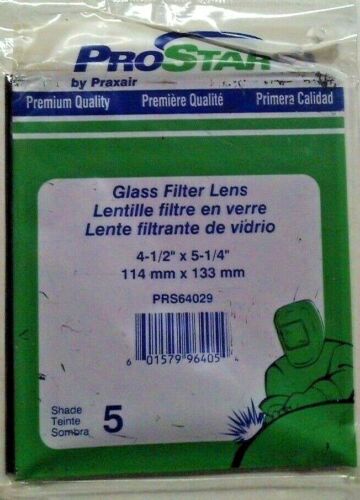 PROSTAR
by Praxair
Premium Quality Première Qualité Primera Calidad
Glass Filter Lens
Lentille filtre en verre
Lente filtrante de vidrio
4-1/2" x 5-1/4"
114 mm x 133 mm
PRS64029
6 01579 96405 4
Shade
Teinte
Sombra
5